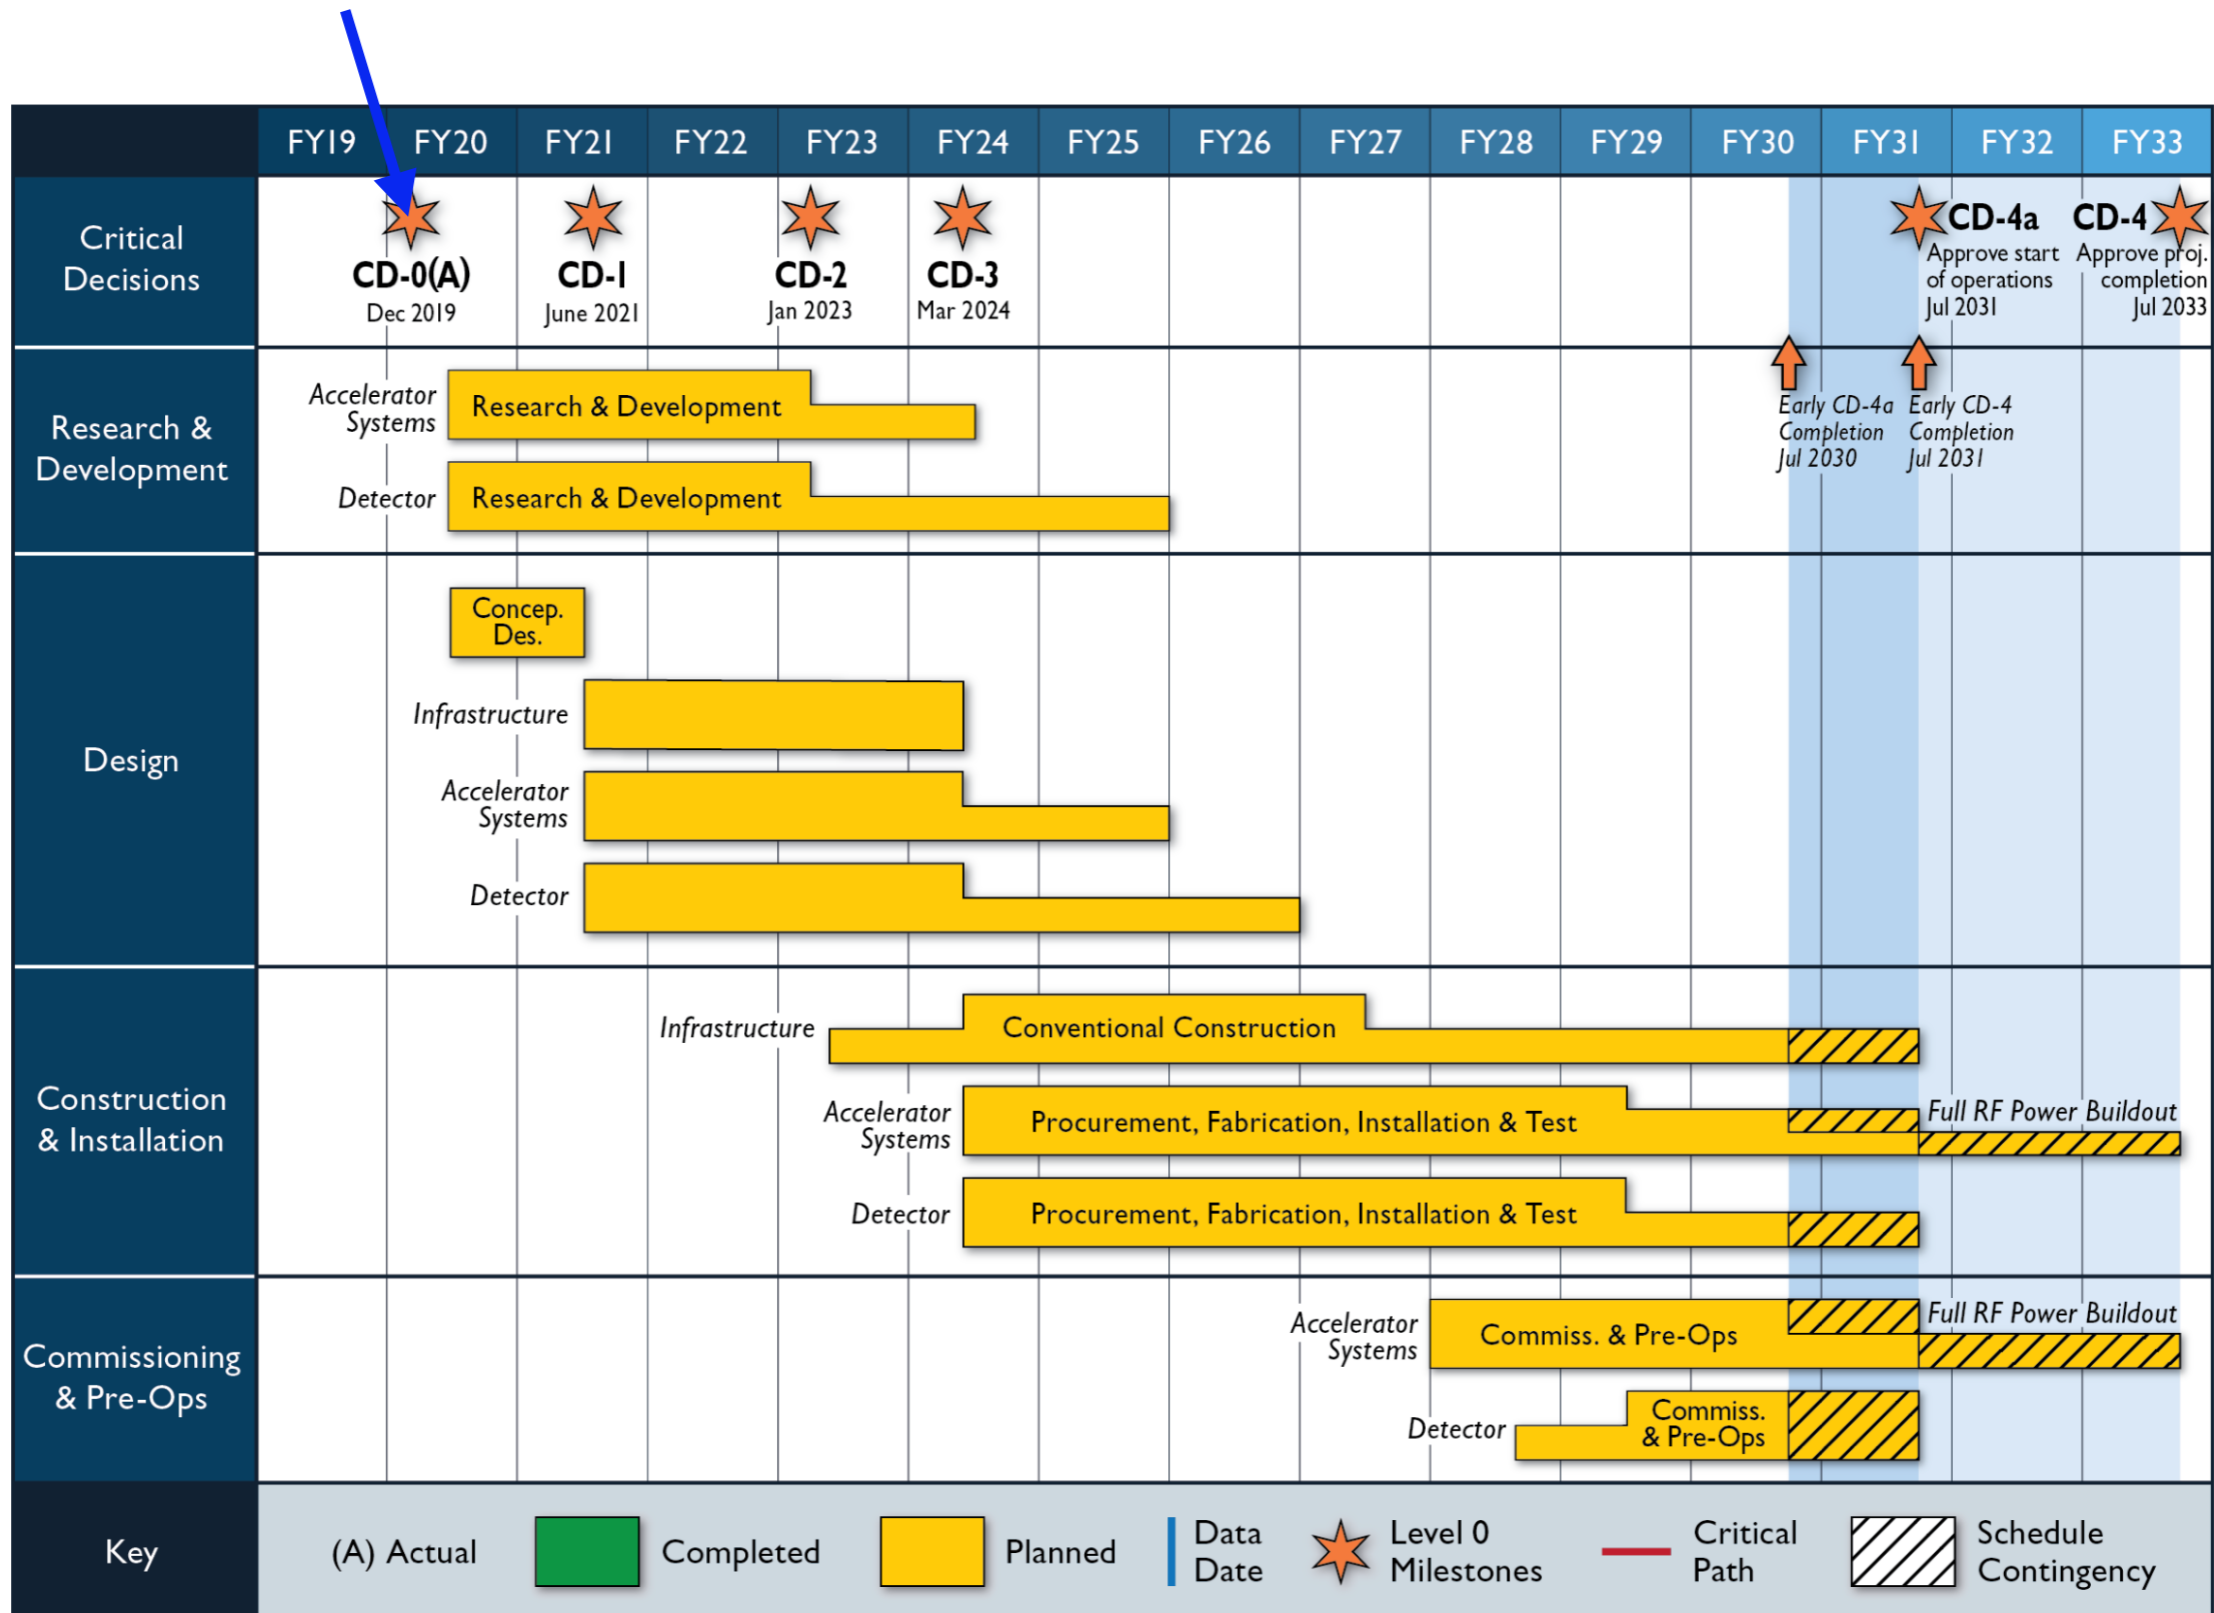 FY19 FY20 FY21 FY22 FY23 FY24 FY25 FY26 FY27 FY28 FY29 FY30 FY31 FY32 FY33
Critical
Decisions
CD-0(A)
Dec 2019
CD-1
June 2021
CD-2
Jan 2023
CD-3
Mar 2024
CD-4a
Approve start
of operations
Jul 2031
CD-4
Approve proj.
completion
Jul 2033
Research &
Development
Accelerator
Systems
Research & Development
Detector
Research & Development
Early CD-4a
Completion
Jul 2030
Early CD-4
Completion
Jul 2031
Design
Concep.
Des.
Infrastructure
Accelerator
Systems
Detector
Construction
& Installation
Infrastructure
Conventional Construction
Accelerator
Systems
Procurement, Fabrication, Installation & Test
Full RF Power Buildout
Detector
Procurement, Fabrication, Installation & Test
Commissioning
& Pre-Ops
Accelerator
Systems
Commiss. & Pre-Ops
Full RF Power Buildout
Detector
Commiss.
& Pre-Ops
Key
(A) Actual
Completed
Planned
Data
Date
Level 0
Milestones
Critical
Path
Schedule
Contingency